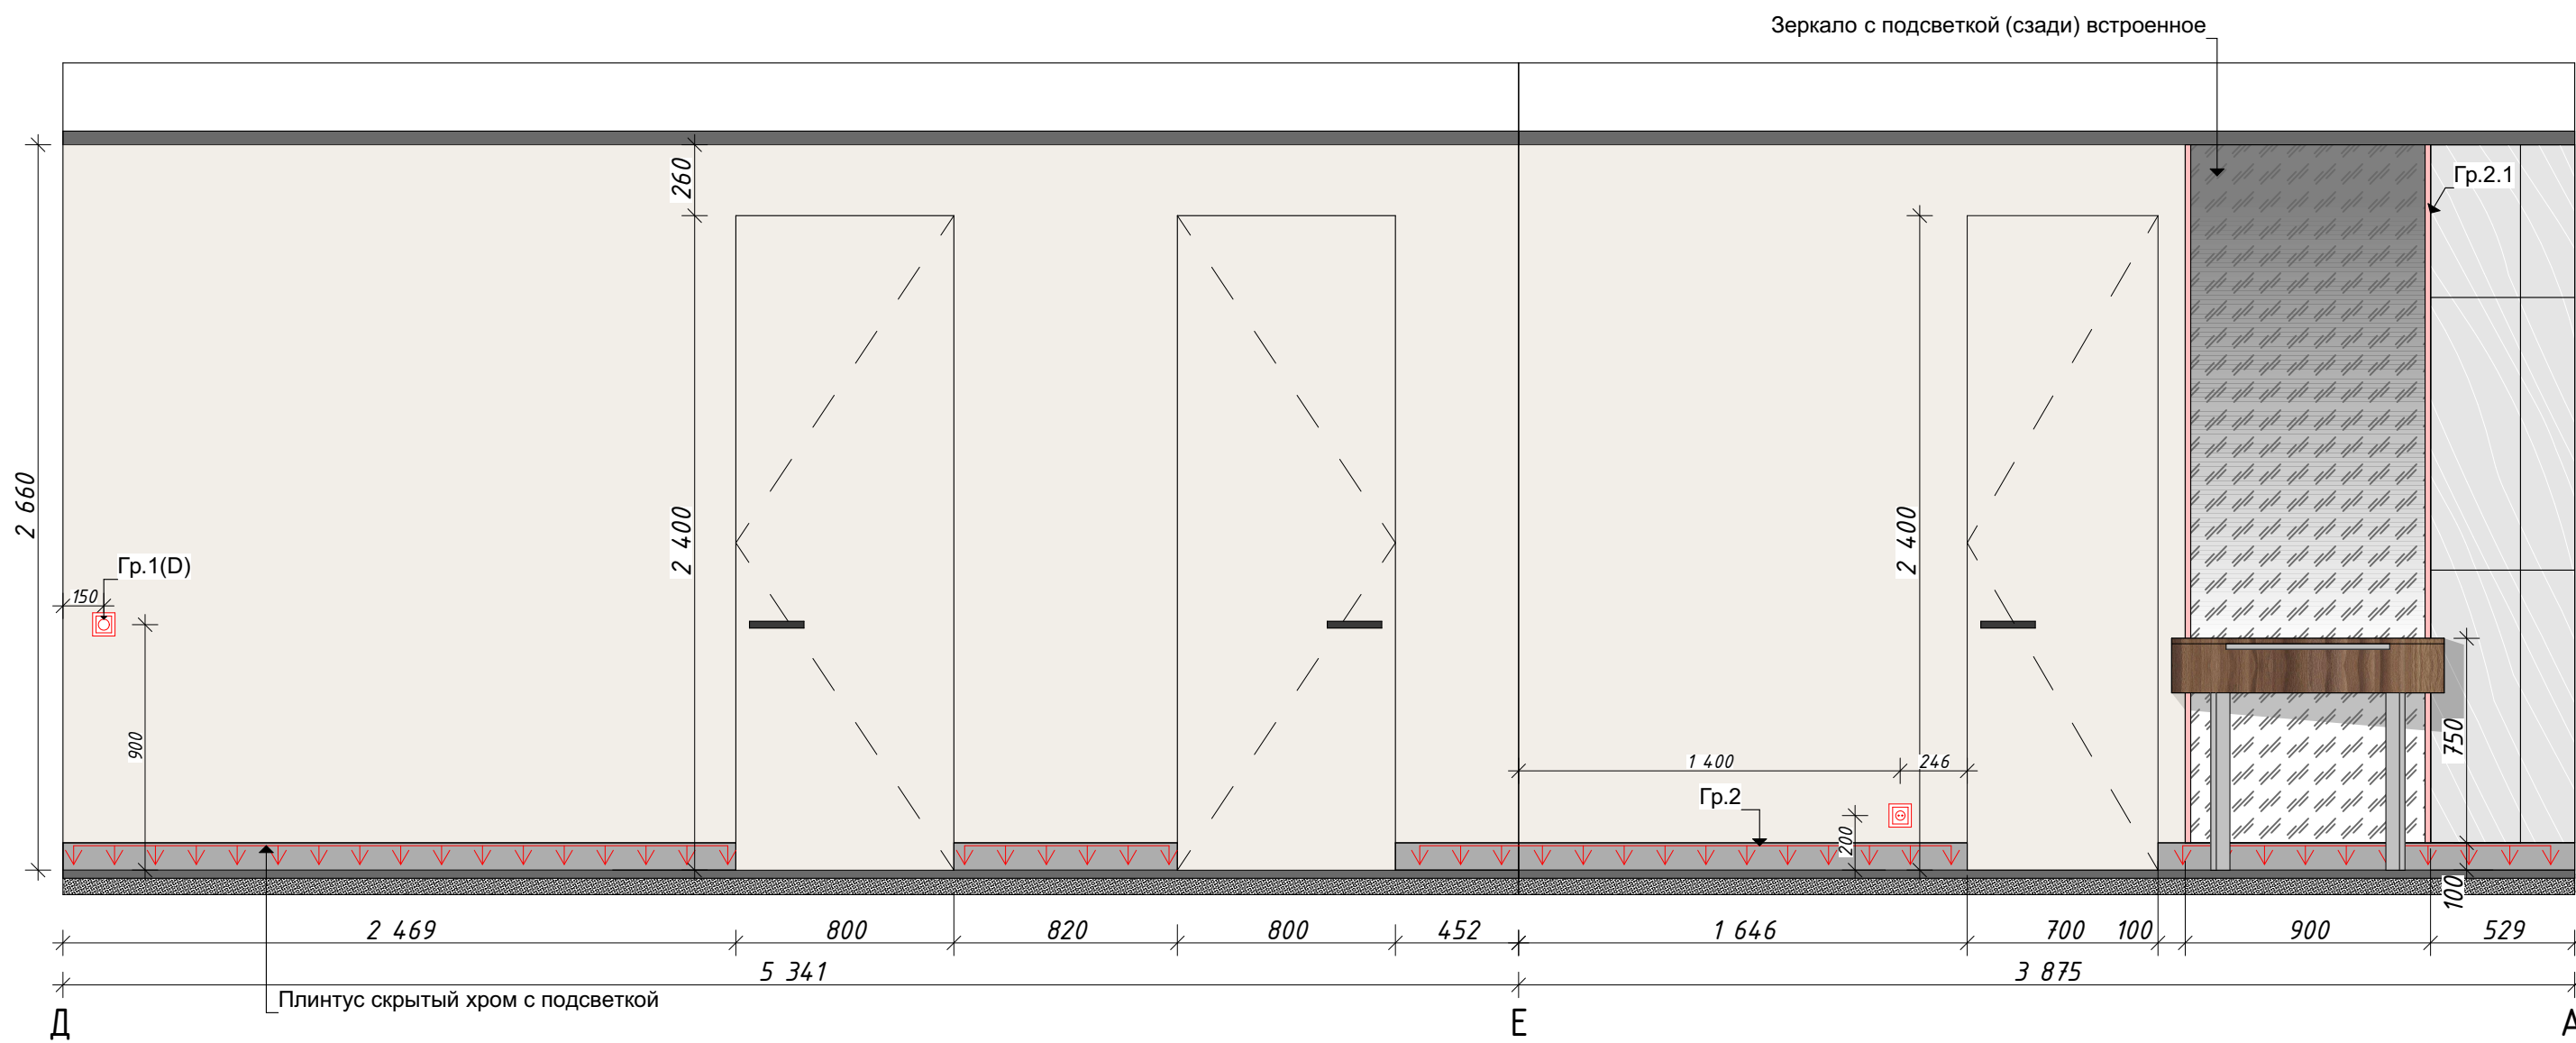 Зеркало с подсветкой (сзади) встроенное
Гр.2.1
260
2 660
2 400
2 400
Гр.1(D)
150
900
750
1 400
246
Гр.2
200
100
2 469
800
820
800
452
1 646
700
100
900
529
5 341
3 875
Плинтус скрытый хром с подсветкой
Д
Е
А